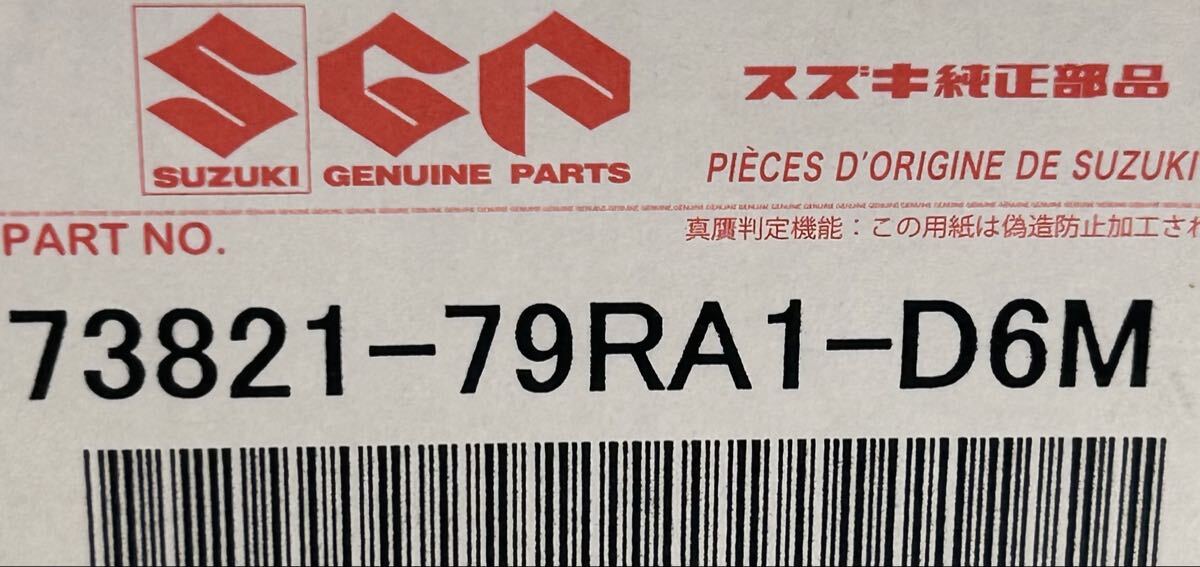 SGP
スズキ純正部品
SUZUKI GENUINE PARTS
PIÈCES D'ORIGINE DE SUZUKI
PART NO.
真贋判定機能：この用紙は偽造防止加工され
73821-79RA1-D6M